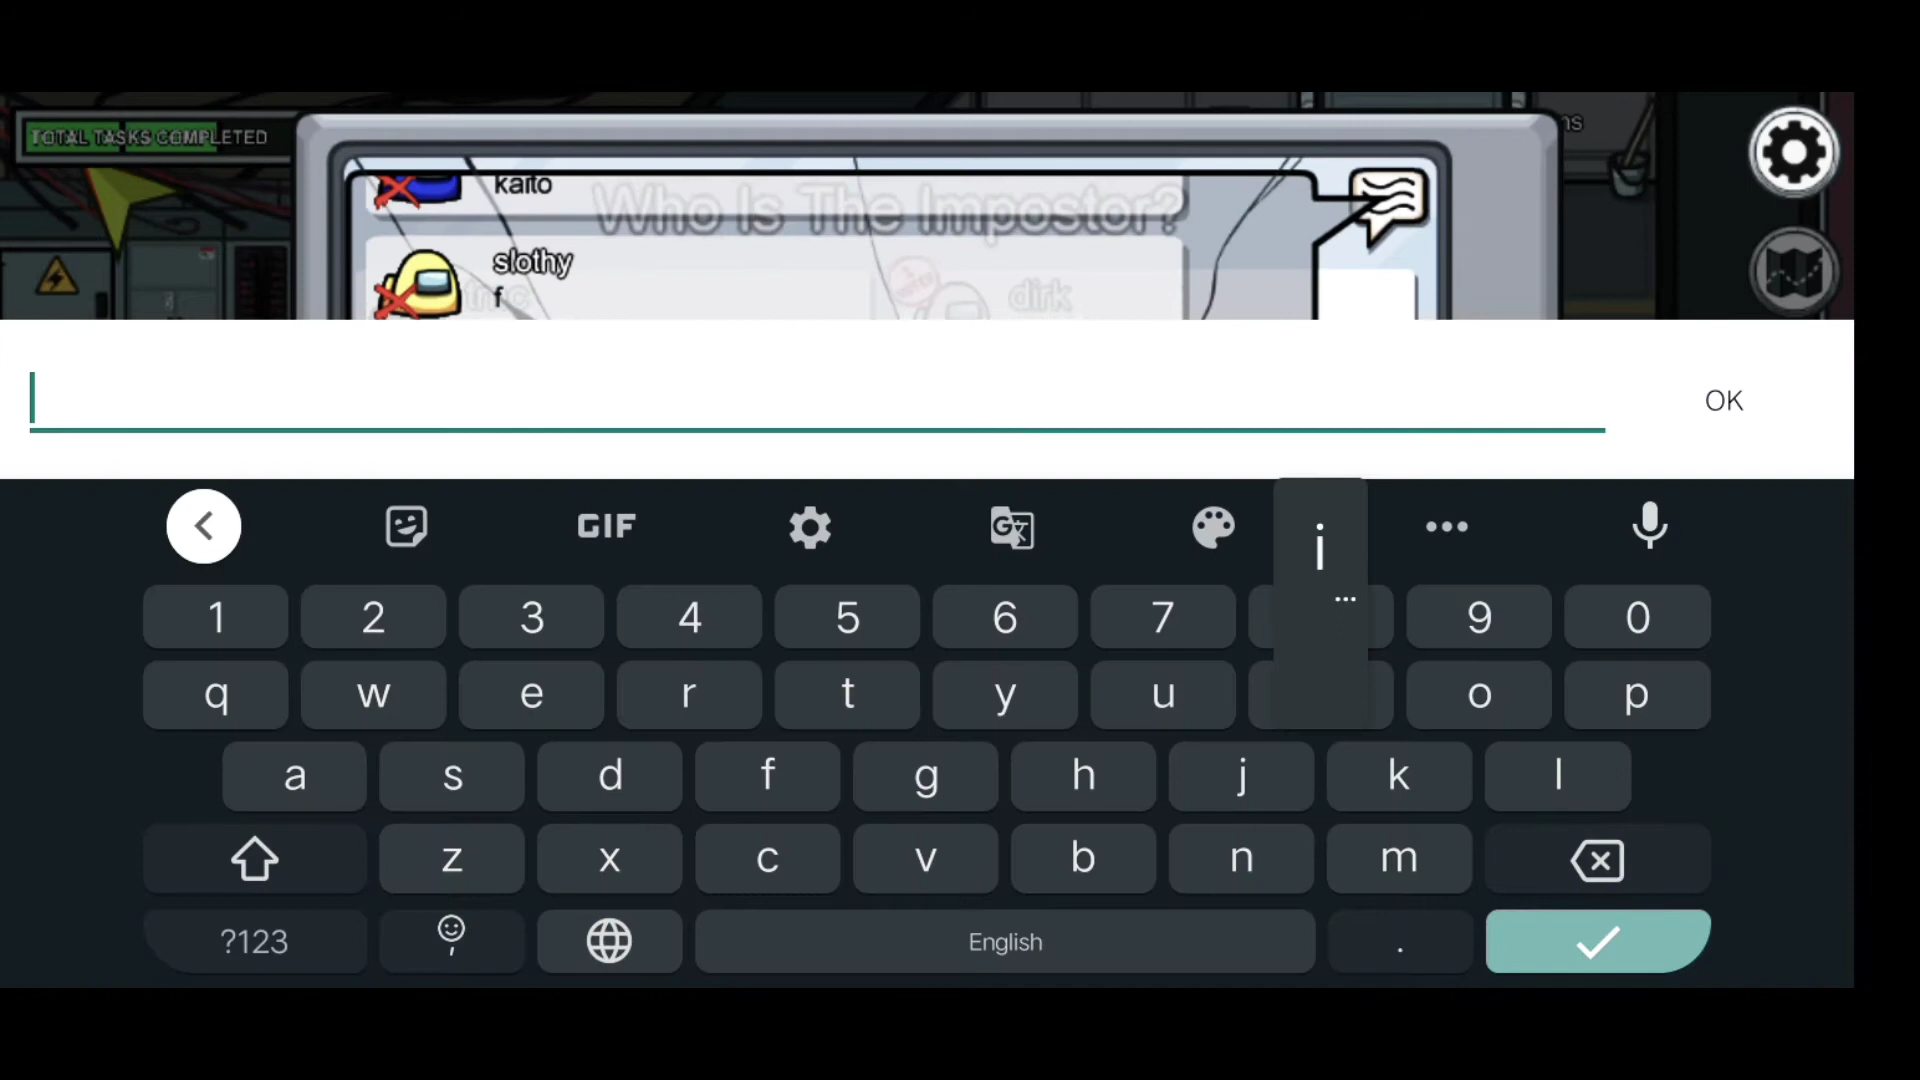 TOTAL TASKS COMPLETED
kaito
Who Is The Impostor?
slothy
f
dirk
OK
GIF
i
...
1 2 3 4 5 6 7 9 0
q w e r t y u o p
a s d f g h j k l
z x c v b n m
?123 , English .